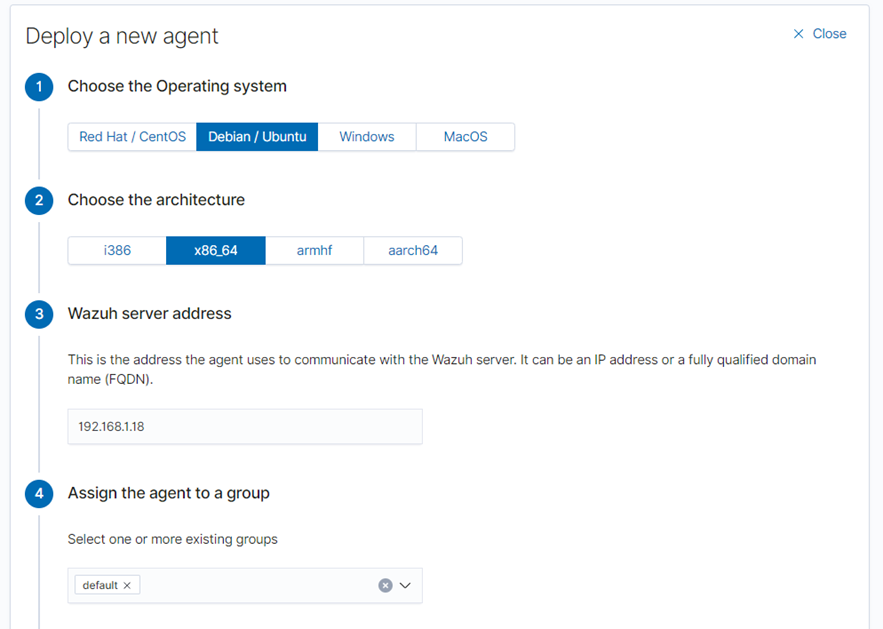 Deploy a new agent
Close
1
Choose the Operating system
Red Hat / CentOS
Debian / Ubuntu
Windows
MacOS
2
Choose the architecture
i386
x86_64
armhf
aarch64
3
Wazuh server address
This is the address the agent uses to communicate with the Wazuh server. It can be an IP address or a fully qualified domain
name (FQDN).
192.168.1.18
4
Assign the agent to a group
Select one or more existing groups
default